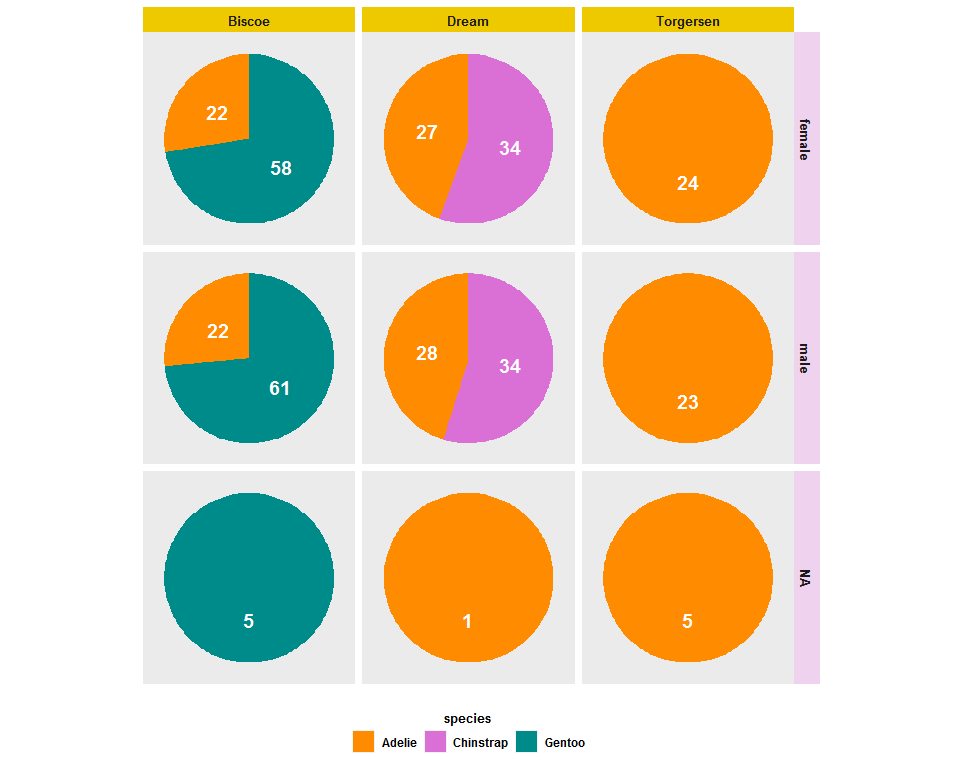 Biscoe Dream Torgersen
22 58 27 34 24 female
22 61 28 34 23 male
5 1 5 NA
species
Adelie Chinstrap Gentoo